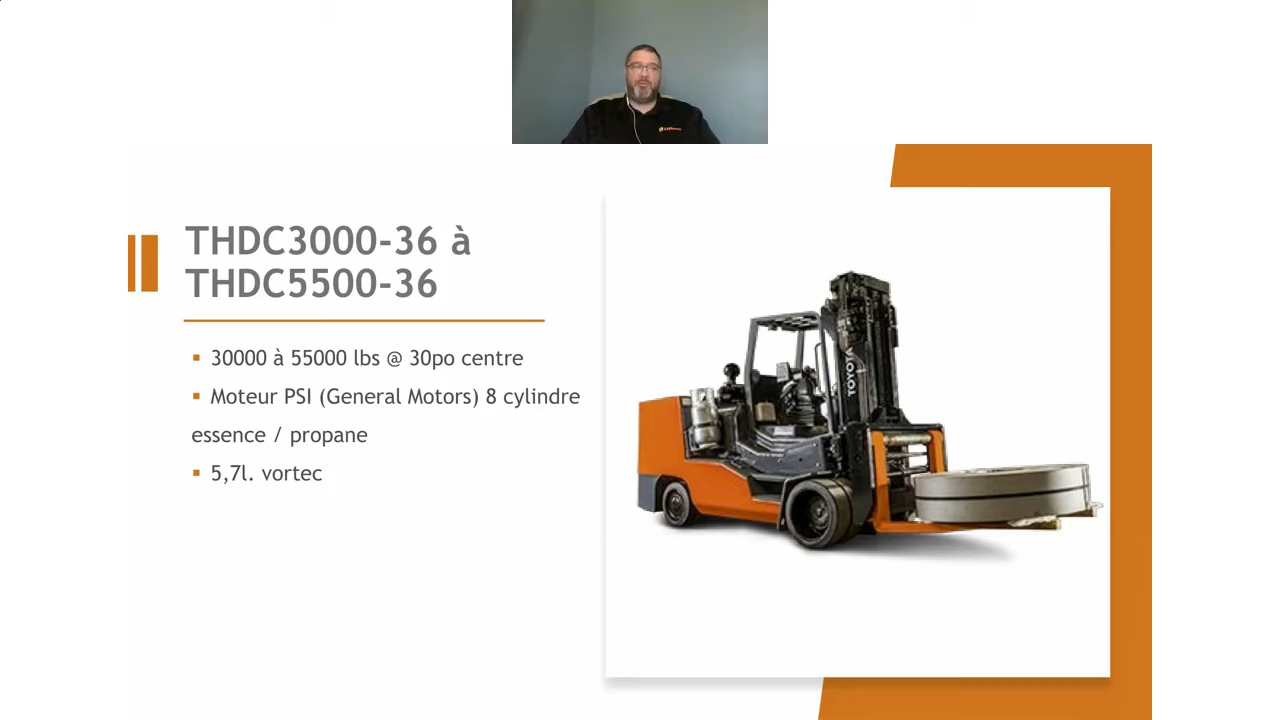 THDC3000-36 à
THDC5500-36
▪ 30000 à 55000 lbs @ 30po centre
▪ Moteur PSI (General Motors) 8 cylindre
essence / propane
▪ 5,7l. vortec
TOYOTA